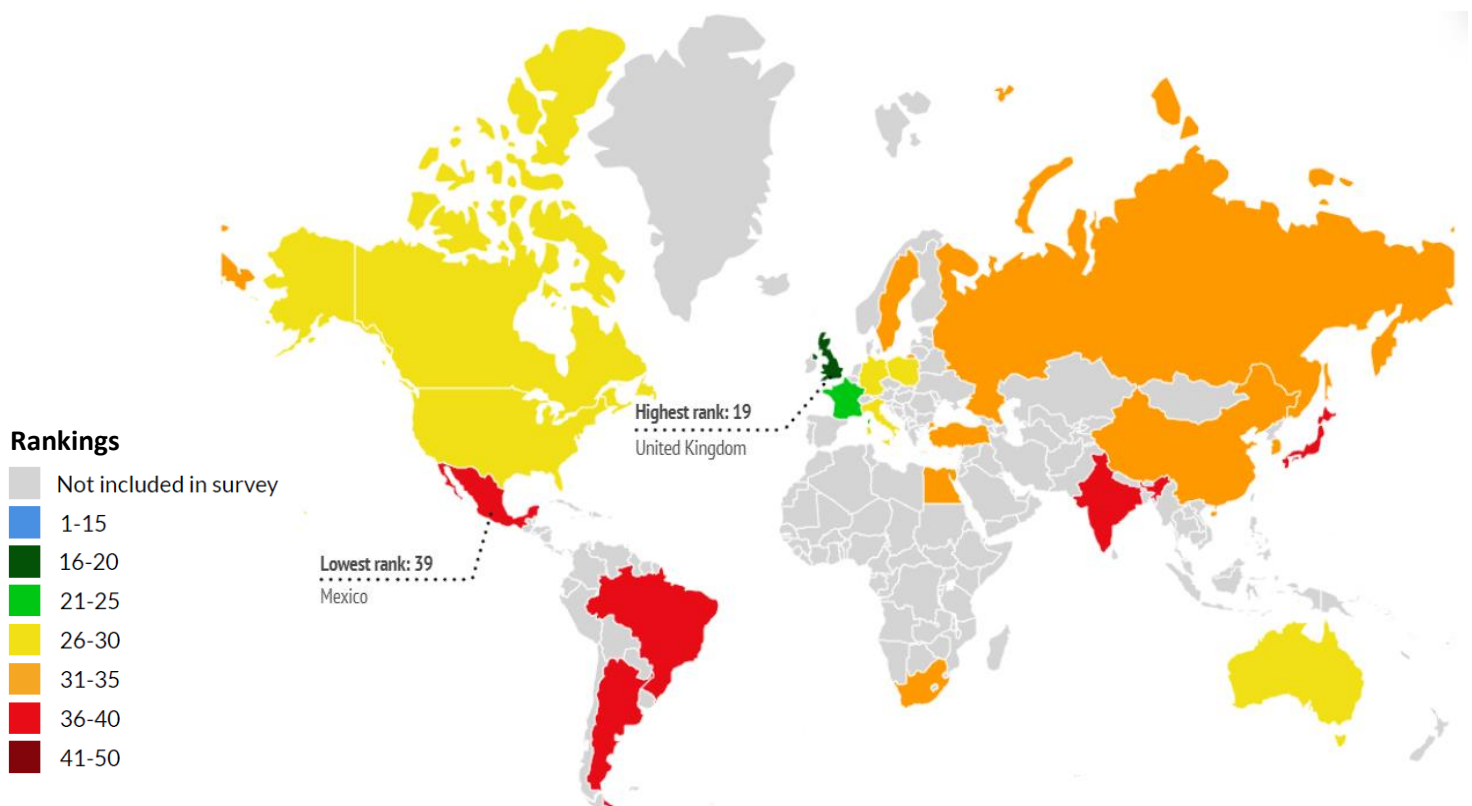 Highest rank: 19
United Kingdom
Rankings
Not included in survey
1-15
16-20
21-25
26-30
31-35
36-40
41-50
Lowest rank: 39
Mexico